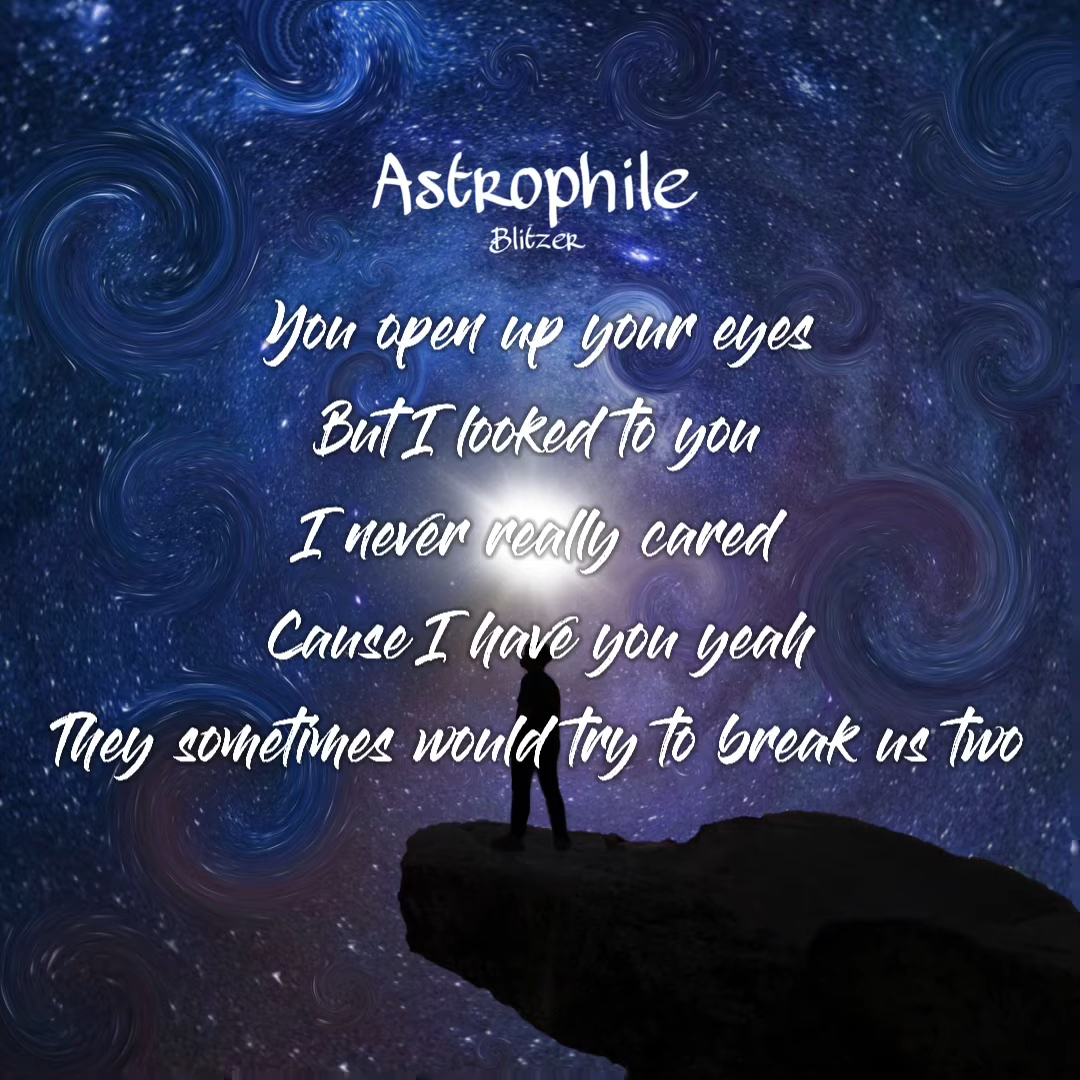 Astrophile
Blitzer
You open up your eyes
But I looked to you
I never really cared
Cause I have you yeah
They sometimes would try to break us two